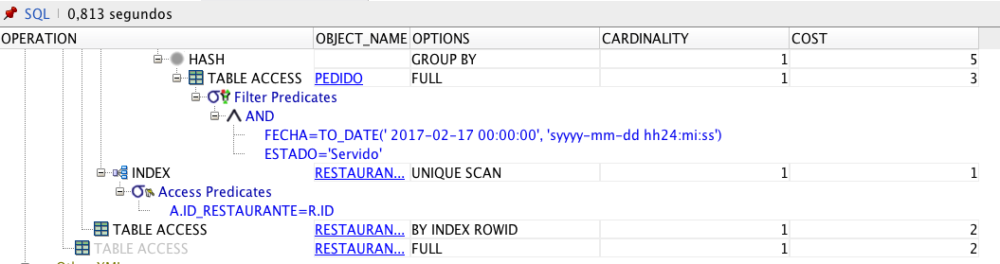 SQL | 0,813 segundos
OPERATION OBJECT_NAME OPTIONS CARDINALITY COST
HASH GROUP BY 1 5
TABLE ACCESS PEDIDO FULL 1 3
Filter Predicates
AND
FECHA=TO_DATE(' 2017-02-17 00:00:00', 'syyyy-mm-dd hh24:mi:ss')
ESTADO='Servido'
INDEX RESTAURAN... UNIQUE SCAN 1 1
Access Predicates
A.ID_RESTAURANTE=R.ID
TABLE ACCESS RESTAURAN... BY INDEX ROWID 1 2
TABLE ACCESS RESTAURAN... FULL 1 2